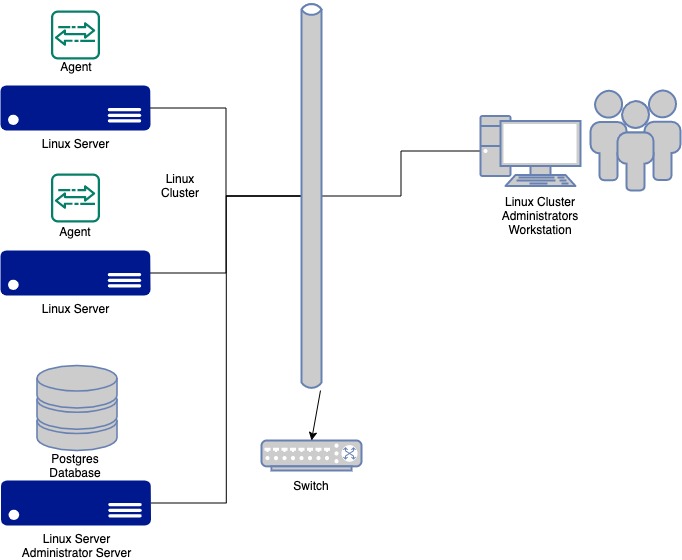 Agent
Linux Server
Linux
Cluster
Agent
Linux Server
Linux Cluster
Administrators
Workstation
Postgres
Database
Switch
Linux Server
Administrator Server